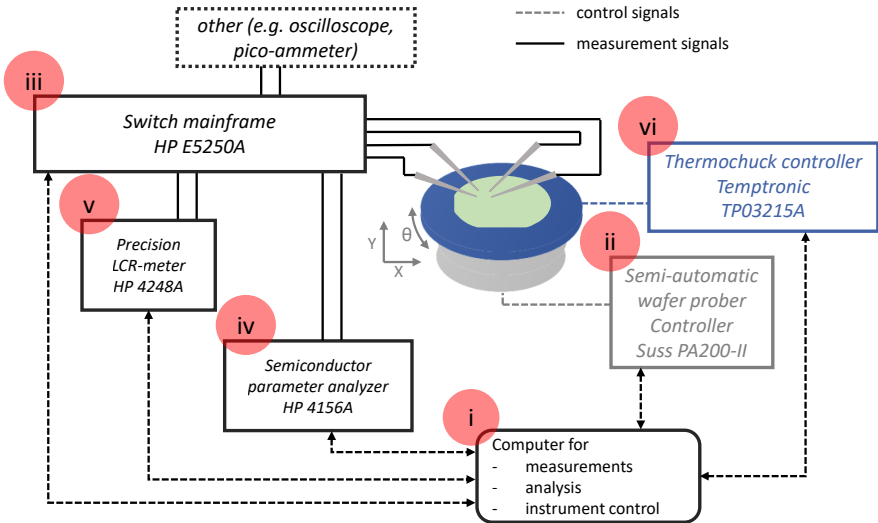 other (e.g. oscilloscope,
pico-ammeter)
control signals
measurement signals
iii
Switch mainframe
HP E5250A
vi
Thermochuck controller
Temptronic
TP03215A
v
Precision
LCR-meter
HP 4248A
Y
θ
X
ii
Semi-automatic
wafer prober
Controller
Suss PA200-II
iv
Semiconductor
parameter analyzer
HP 4156A
i
Computer for
- measurements
- analysis
- instrument control